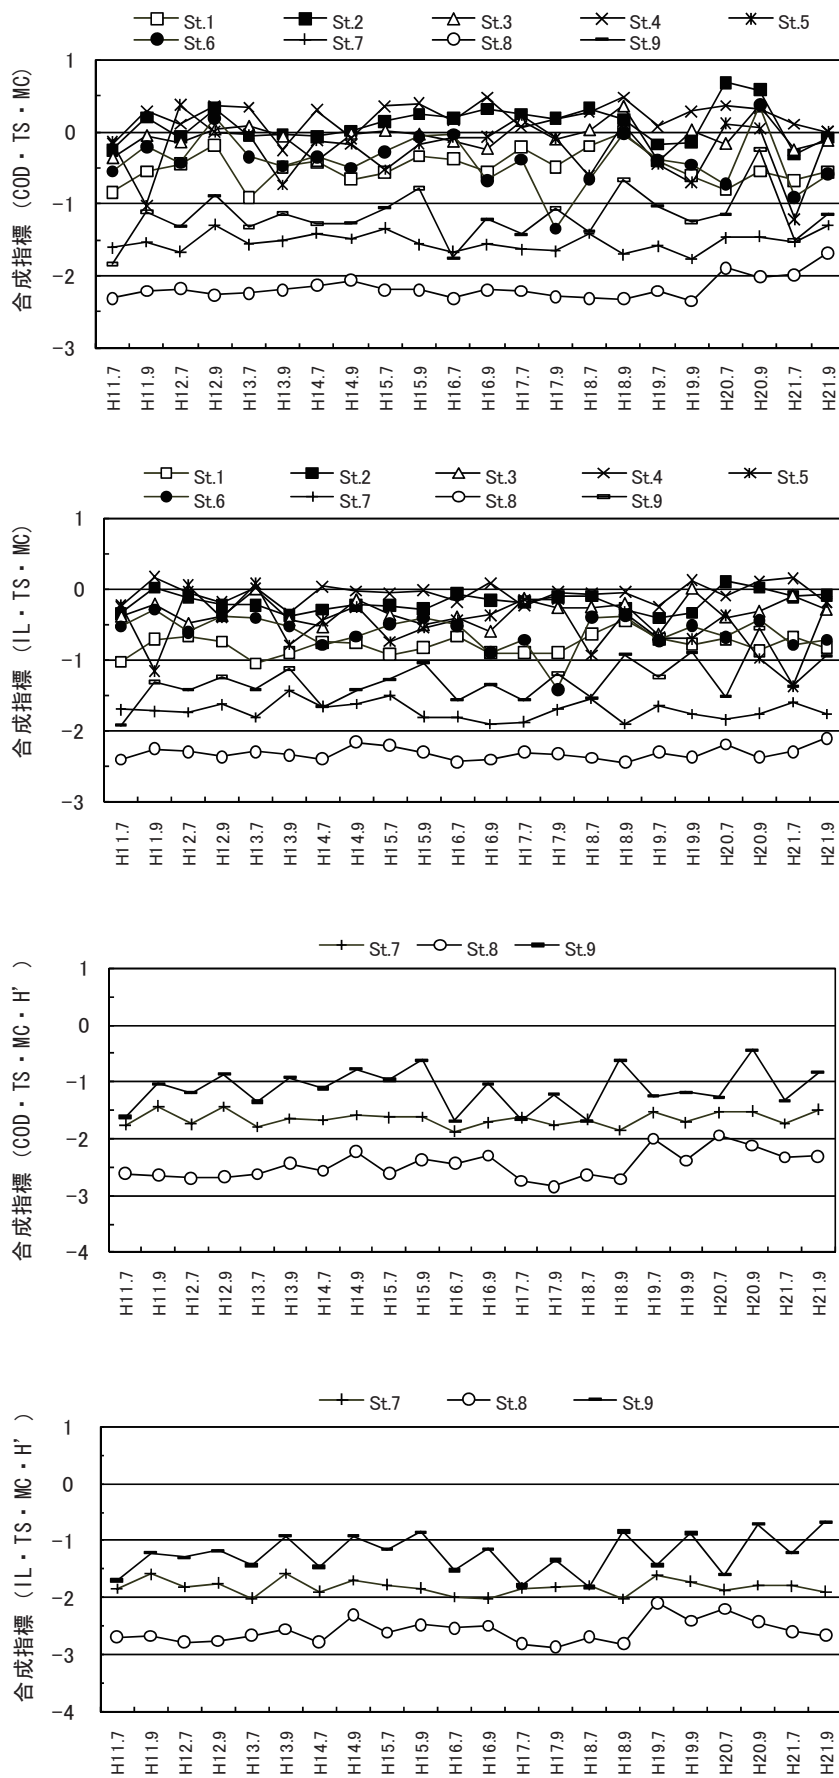 St.1 St.2 St.3 St.4 St.5
St.6 St.7 St.8 St.9
合成指標（COD・TS・MC）
1
0
-1
-2
-3
H11.7 H11.9 H12.7 H12.9 H13.7 H13.9 H14.7 H14.9 H15.7 H15.9 H16.7 H16.9 H17.7 H17.9 H18.7 H18.9 H19.7 H19.9 H20.7 H20.9 H21.7 H21.9
St.1 St.2 St.3 St.4 St.5
St.6 St.7 St.8 St.9
合成指標（IL・TS・MC）
1
0
-1
-2
-3
H11.7 H11.9 H12.7 H12.9 H13.7 H13.9 H14.7 H14.9 H15.7 H15.9 H16.7 H16.9 H17.7 H17.9 H18.7 H18.9 H19.7 H19.9 H20.7 H20.9 H21.7 H21.9
St.7 St.8 St.9
合成指標（COD・TS・MC・H'）
1
0
-1
-2
-3
-4
H11.7 H11.9 H12.7 H12.9 H13.7 H13.9 H14.7 H14.9 H15.7 H15.9 H16.7 H16.9 H17.7 H17.9 H18.7 H18.9 H19.7 H19.9 H20.7 H20.9 H21.7 H21.9
St.7 St.8 St.9
合成指標（IL・TS・MC・H'）
1
0
-1
-2
-3
-4
H11.7 H11.9 H12.7 H12.9 H13.7 H13.9 H14.7 H14.9 H15.7 H15.9 H16.7 H16.9 H17.7 H17.9 H18.7 H18.9 H19.7 H19.9 H20.7 H20.9 H21.7 H21.9